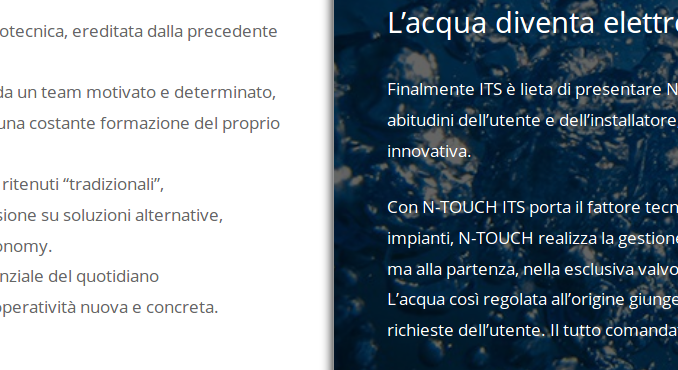 otecnica, ereditata dalla precedente
da un team motivato e determinato,
una costante formazione del proprio
ritenuti “tradizionali”,
sione su soluzioni alternative,
onomy.
nziale del quotidiano
operatività nuova e concreta.
L’acqua diventa elettr
Finalmente ITS è lieta di presentare N
abitudini dell’utente e dell’installatore,
innovativa.
Con N-TOUCH ITS porta il fattore tecn
impianti, N-TOUCH realizza la gestione
ma alla partenza, nella esclusiva valvo
L’acqua così regolata all’origine giunge
richieste dell’utente. Il tutto comanda